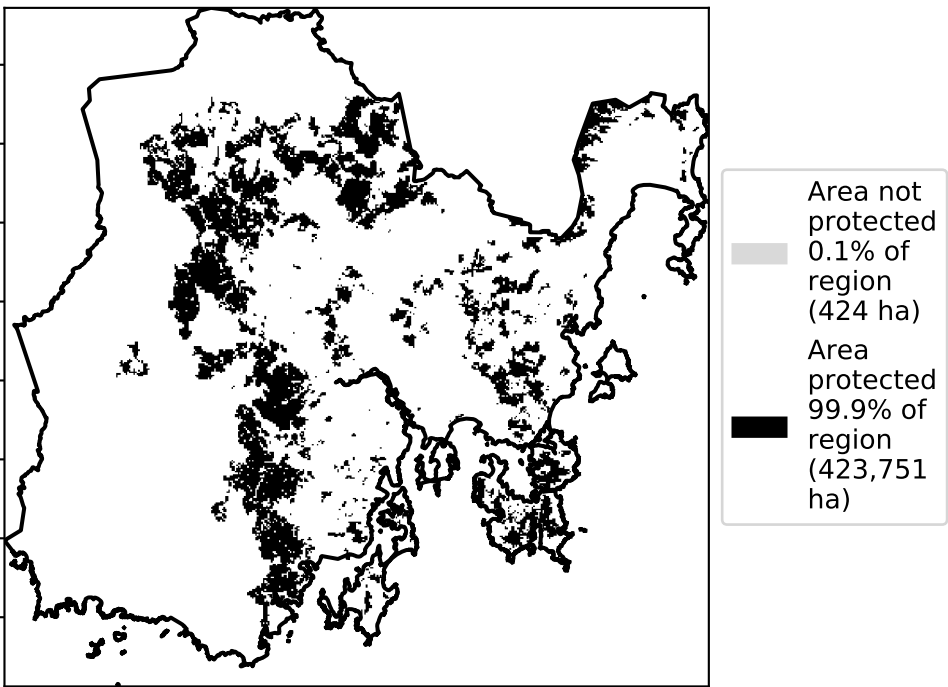 Area not
protected
0.1% of
region
(424 ha)
Area
protected
99.9% of
region
(423,751
ha)